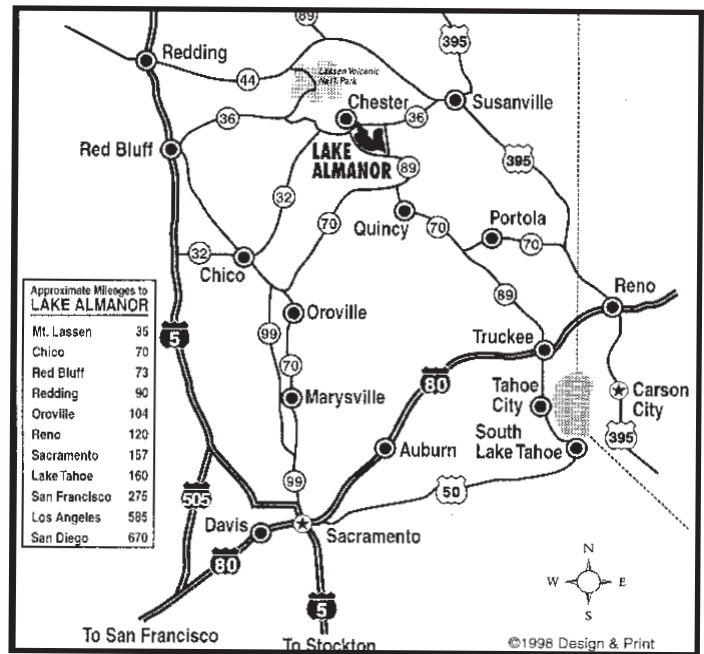 89
395
Redding
Lassen Volcanic
Nat'l. Park
44
Chester
Susanville
36
36
Red Bluff
LAKE
ALMANOR
395
89
32
Quincy
70
70
Portola
70
32
Chico
Approximate Mileages to
LAKE ALMANOR
Mt. Lassen 35
Chico 70
Red Bluff 73
Redding 90
Oroville 104
Reno 120
Sacramento 157
Lake Tahoe 160
San Francisco 275
Los Angeles 585
San Diego 670
Reno
89
Oroville
99
5
Truckee
70
80
Tahoe
City
Carson
City
Marysville
395
South
Lake Tahoe
Auburn
99
50
505
Davis
Sacramento
80
N
W E
S
5
To San Francisco
To Stockton
©1998 Design & Print